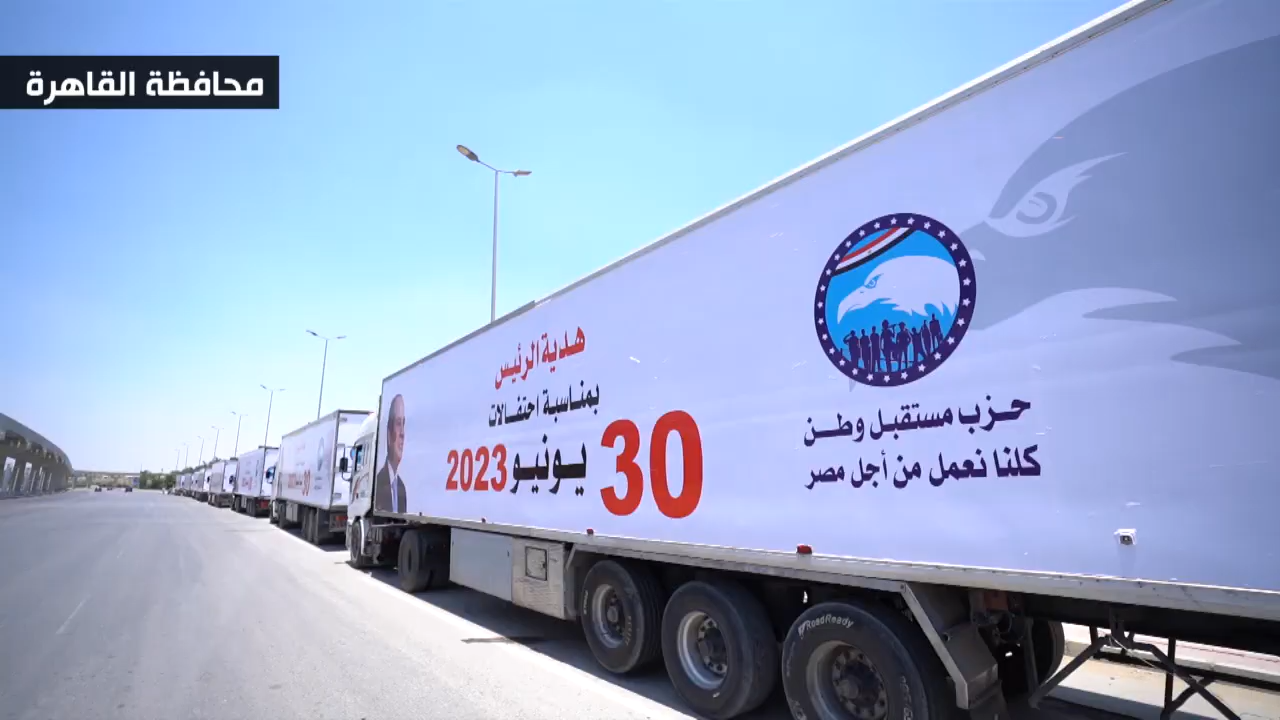 محافظة القاهرة
هدية الرئيس
بمناسبة احتفالات
30 يونيو 2023
حزب مستقبل وطن
كلنا نعمل من أجل مصر
RoadReady